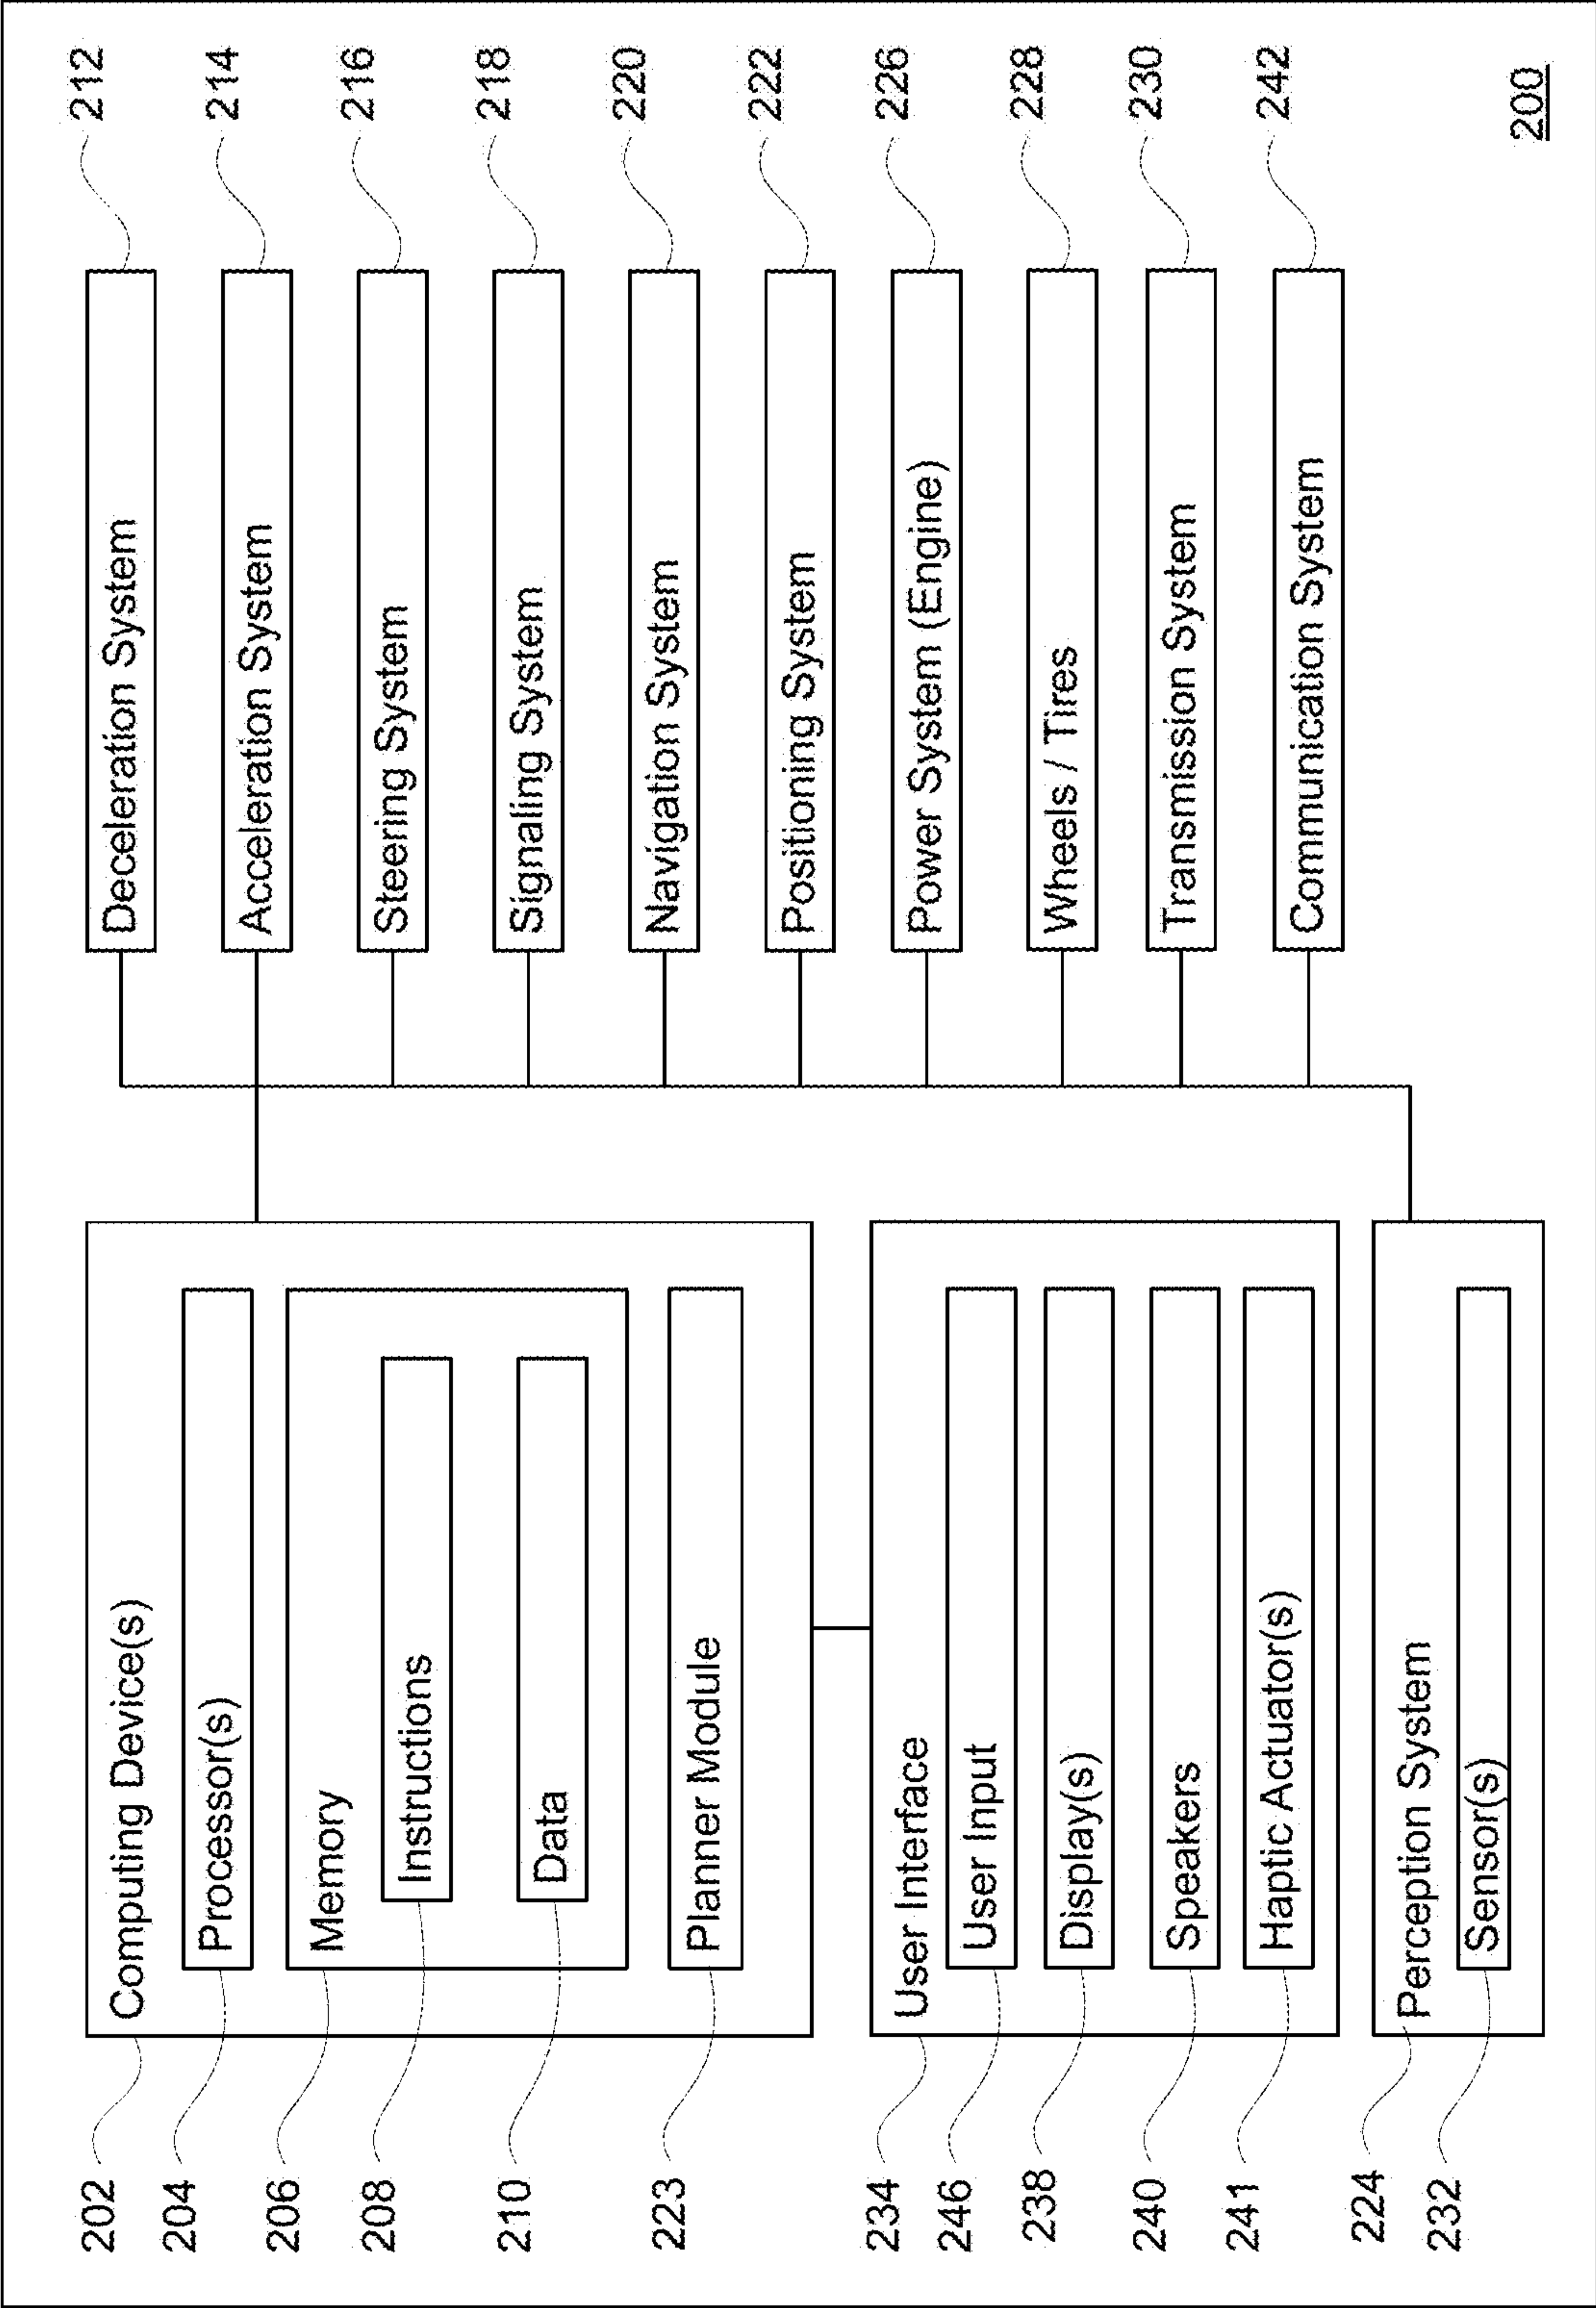 202 Computing Device(s)
204 Processor(s)
206 Memory
208 Instructions
210 Data
223 Planner Module
234 User Interface
246 User Input
238 Display(s)
240 Speakers
241 Haptic Actuator(s)
224 Perception System
232 Sensor(s)
Deceleration System 212
Acceleration System 214
Steering System 216
Signaling System 218
Navigation System 220
Positioning System 222
Power System (Engine) 226
Wheels / Tires 228
Transmission System 230
Communication System 242
200